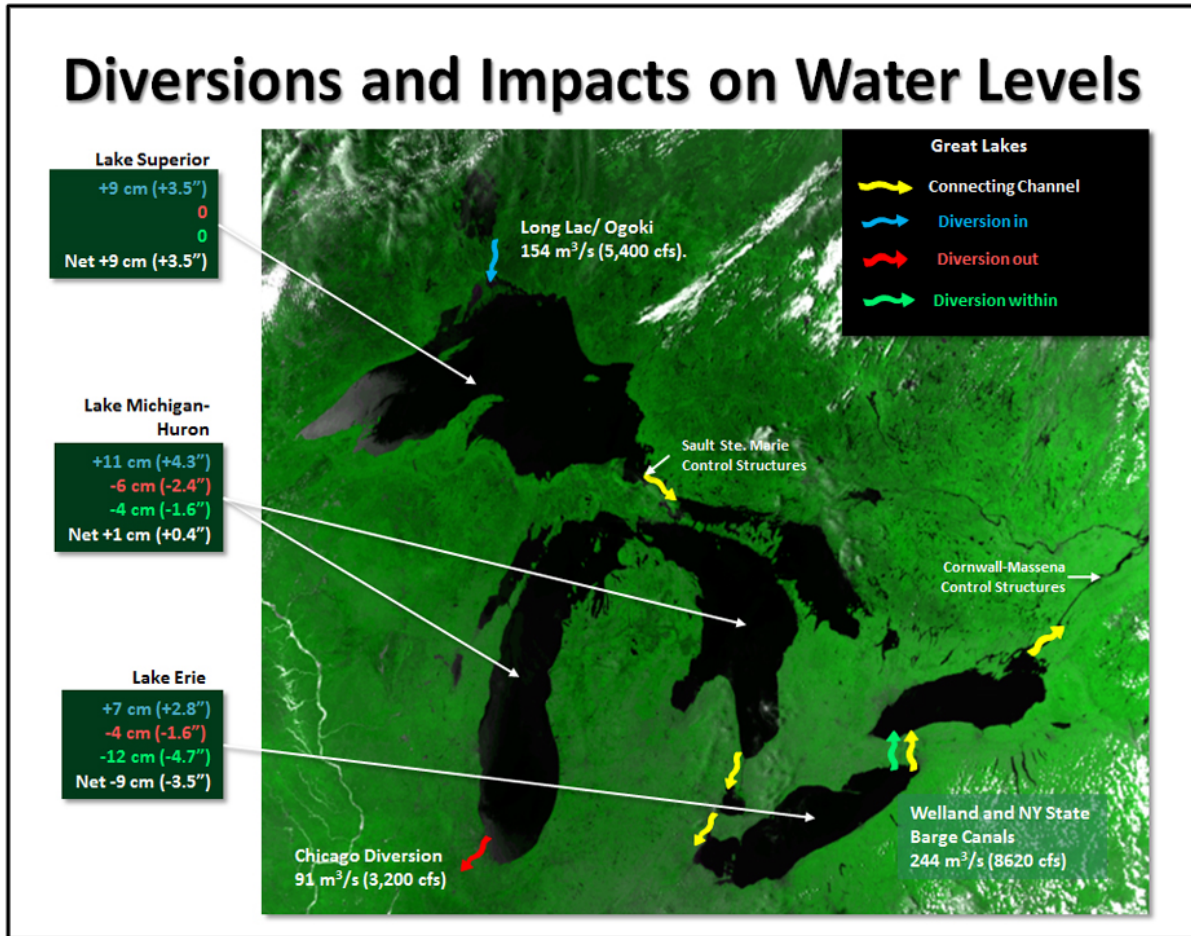 Diversions and Impacts on Water Levels
Lake Superior
+9 cm (+3.5”)
0
0
Net +9 cm (+3.5”)
Lake Michigan-
Huron
+11 cm (+4.3”)
-6 cm (-2.4”)
-4 cm (-1.6”)
Net +1 cm (+0.4”)
Lake Erie
+7 cm (+2.8”)
-4 cm (-1.6”)
-12 cm (-4.7”)
Net -9 cm (-3.5”)
Great Lakes
Connecting Channel
Diversion in
Diversion out
Diversion within
Long Lac/ Ogoki
154 m³/s (5,400 cfs).
Sault Ste. Marie
Control Structures
Cornwall-Massena
Control Structures
Chicago Diversion
91 m³/s (3,200 cfs)
Welland and NY State
Barge Canals
244 m³/s (8620 cfs)